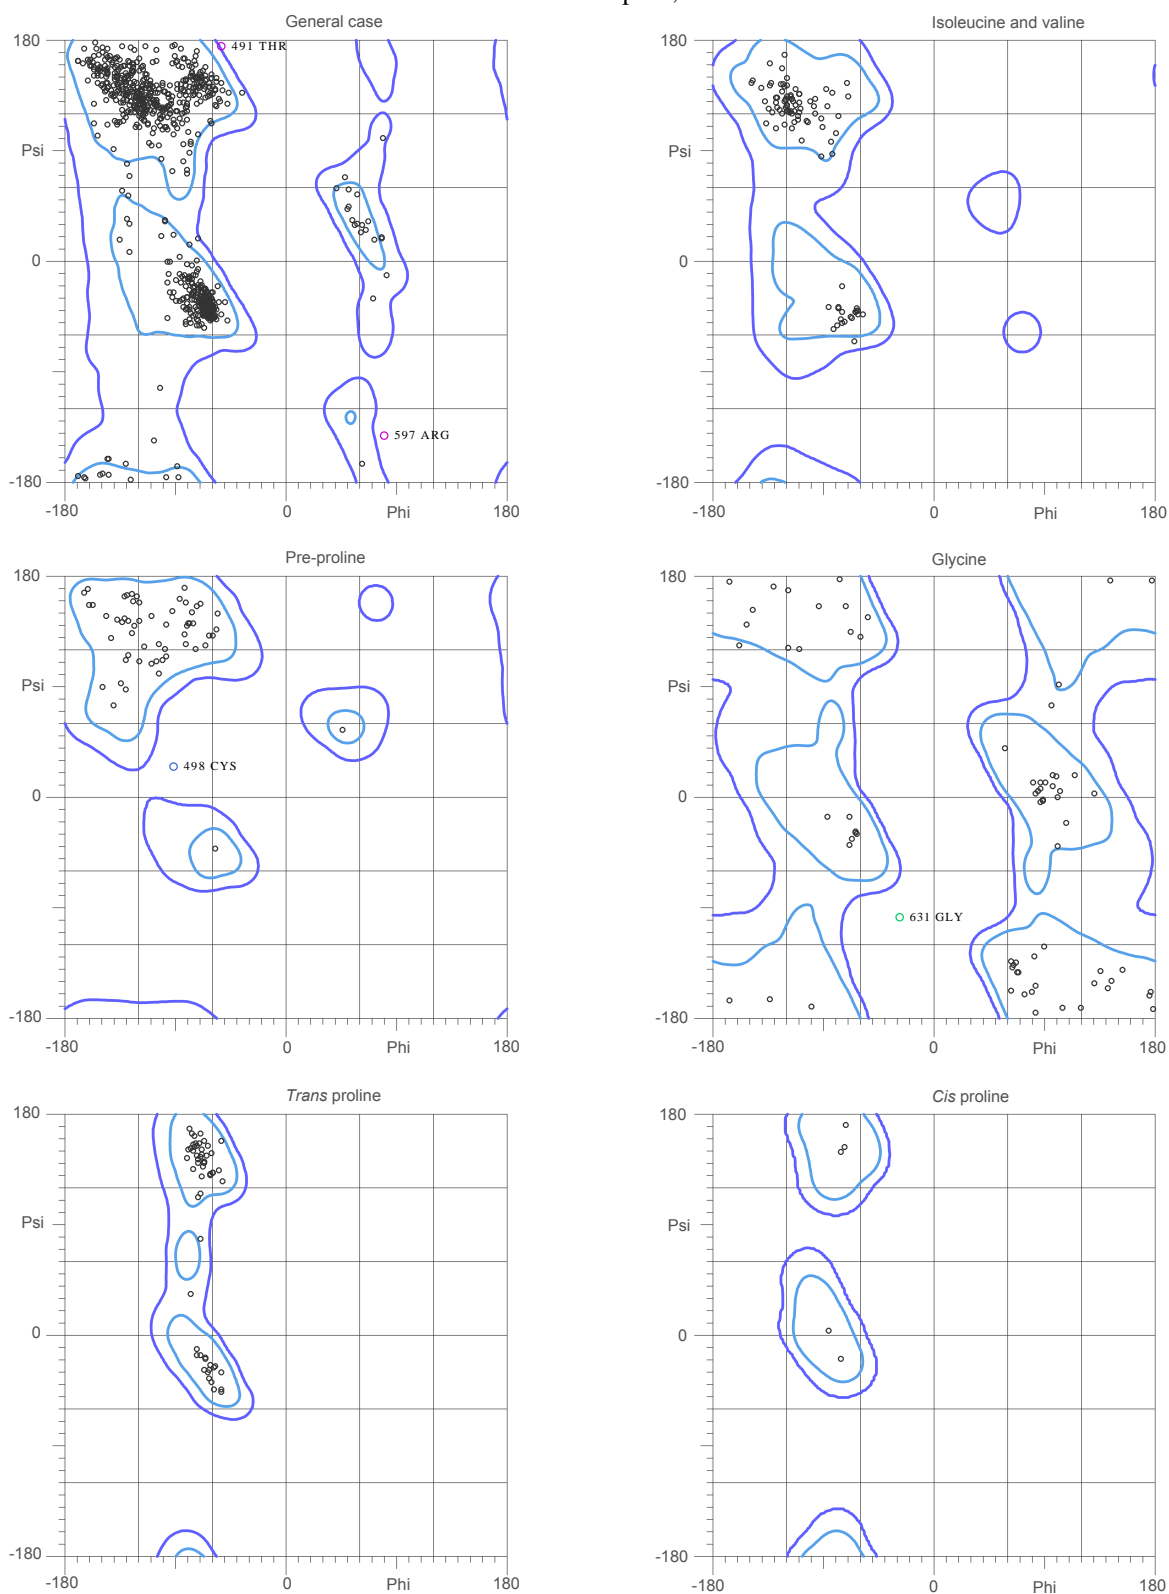 General case
Isoleucine and valine
180
491 THR
180
Psi
Psi
0
0
597 ARG
-180
-180
-180
0
Phi
180
-180
0
Phi
180
Pre-proline
Glycine
180
180
Psi
Psi
498 CYS
0
0
631 GLY
-180
-180
-180
0
Phi
180
-180
0
Phi
180
Trans proline
Cis proline
180
180
Psi
Psi
0
0
-180
-180
-180
0
Phi
180
-180
0
Phi
180